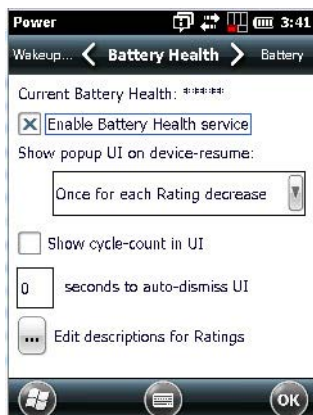 Power 3:41
Wakeup... Battery Health Battery
Current Battery Health: *****
Enable Battery Health service
Show popup UI on device-resume:
Once for each Rating decrease
Show cycle-count in UI
0 seconds to auto-dismiss UI
... Edit descriptions for Ratings
OK